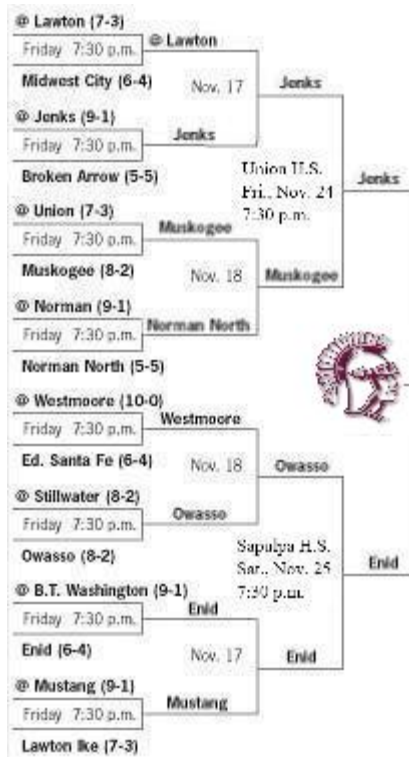 @ Lawton (7-3)
Friday 7:30 p.m.
@ Lawton
Midwest City (6-4)
Nov. 17
Jenks
@ Jenks (9-1)
Friday 7:30 p.m.
Jenks
Broken Arrow (5-5)
Union H.S.
Fri., Nov. 24
7:30 p.m.
Jenks
@ Union (7-3)
Friday 7:30 p.m.
Muskogee
Muskogee (8-2)
Nov. 18
Muskogee
@ Norman (9-1)
Friday 7:30 p.m.
Norman North
Norman North (5-5)
@ Westmoore (10-0)
Friday 7:30 p.m.
Westmoore
Ed. Santa Fe (6-4)
Nov. 18
Owasso
@ Stillwater (8-2)
Friday 7:30 p.m.
Owasso
Owasso (8-2)
Sapulpa H.S.
Sat., Nov. 25
7:30 p.m.
Enid
@ B.T. Washington (9-1)
Friday 7:30 p.m.
Enid
Enid (6-4)
Nov. 17
Enid
@ Mustang (9-1)
Friday 7:30 p.m.
Mustang
Lawton Ike (7-3)